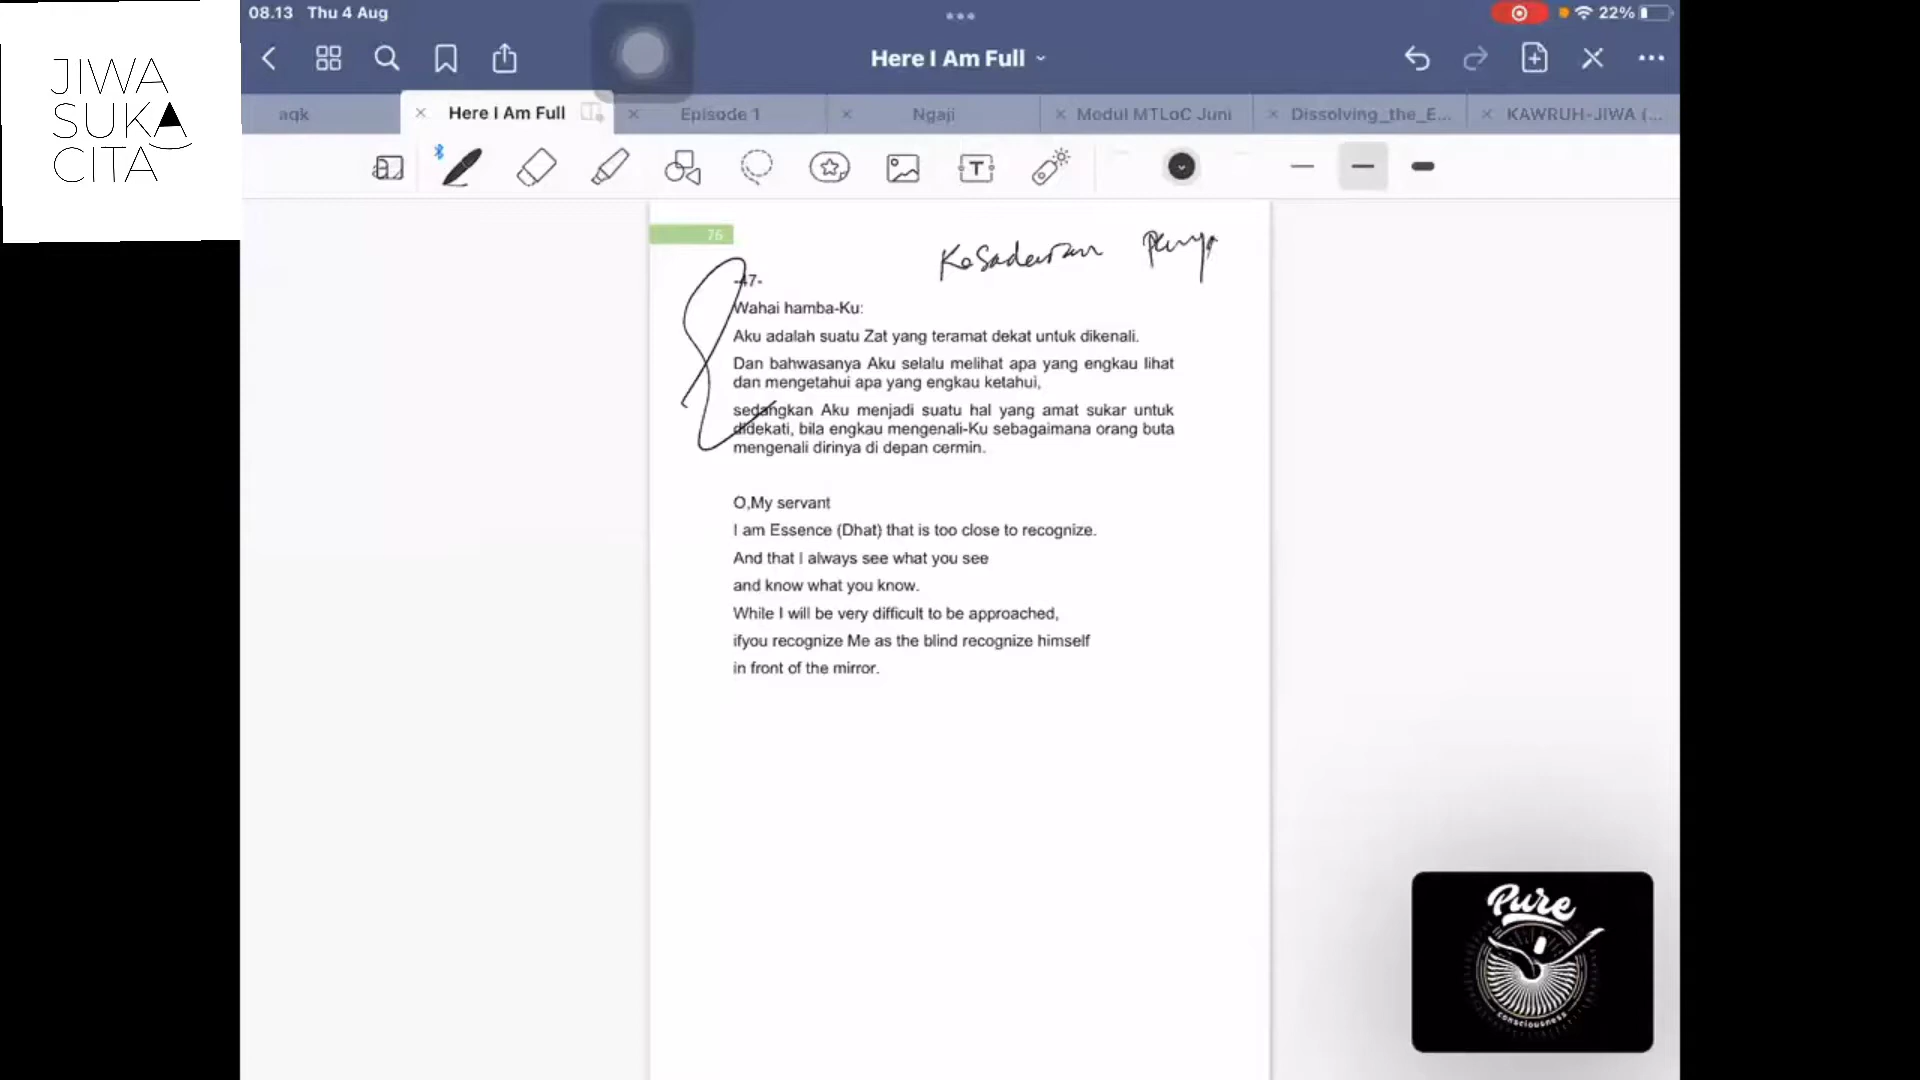 JIWA
SUKA
CITA
08.13 Thu 4 Aug
22%
Here I Am Full
aqk
Here I Am Full
Episode 1
Ngaji
Modul MTLoC Juni
Dissolving_the_E...
KAWRUH-JIWA (...
76
Kesadaran
-47-
Wahai hamba-Ku:
Aku adalah suatu Zat yang teramat dekat untuk dikenali.
Dan bahwasanya Aku selalu melihat apa yang engkau lihat
dan mengetahui apa yang engkau ketahui,
sedangkan Aku menjadi suatu hal yang amat sukar untuk
didekati, bila engkau mengenali-Ku sebagaimana orang buta
mengenali dirinya di depan cermin.
O,My servant
I am Essence (Dhat) that is too close to recognize.
And that I always see what you see
and know what you know.
While I will be very difficult to be approached,
ifyou recognize Me as the blind recognize himself
in front of the mirror.
Pure
consciousness